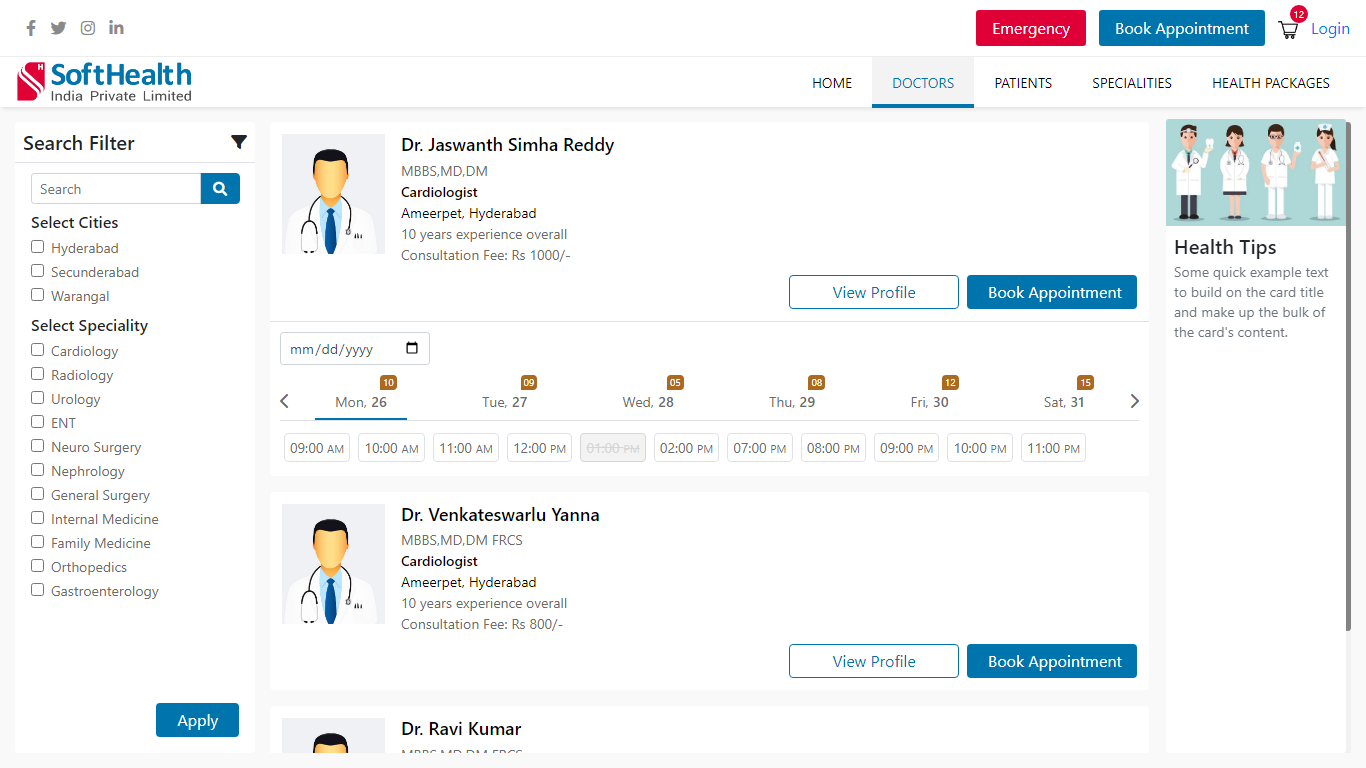 Emergency
Book Appointment
12
Login
H
SoftHealth
India Private Limited
HOME
DOCTORS
PATIENTS
SPECIALITIES
HEALTH PACKAGES
Search Filter
Search
Select Cities
Hyderabad
Secunderabad
Warangal
Select Speciality
Cardiology
Radiology
Urology
ENT
Neuro Surgery
Nephrology
General Surgery
Internal Medicine
Family Medicine
Orthopedics
Gastroenterology
Apply
Dr. Jaswanth Simha Reddy
MBBS,MD,DM
Cardiologist
Ameerpet, Hyderabad
10 years experience overall
Consultation Fee: Rs 1000/-
View Profile
Book Appointment
mm/dd/yyyy
10
09
05
08
12
15
Mon, 26
Tue, 27
Wed, 28
Thu, 29
Fri, 30
Sat, 31
09:00 AM
10:00 AM
11:00 AM
12:00 PM
01:00 PM
02:00 PM
07:00 PM
08:00 PM
09:00 PM
10:00 PM
11:00 PM
Dr. Venkateswarlu Yanna
MBBS,MD,DM FRCS
Cardiologist
Ameerpet, Hyderabad
10 years experience overall
Consultation Fee: Rs 800/-
View Profile
Book Appointment
Dr. Ravi Kumar
MBBS,MD,DM FRCS
Health Tips
Some quick example text
to build on the card title
and make up the bulk of
the card's content.